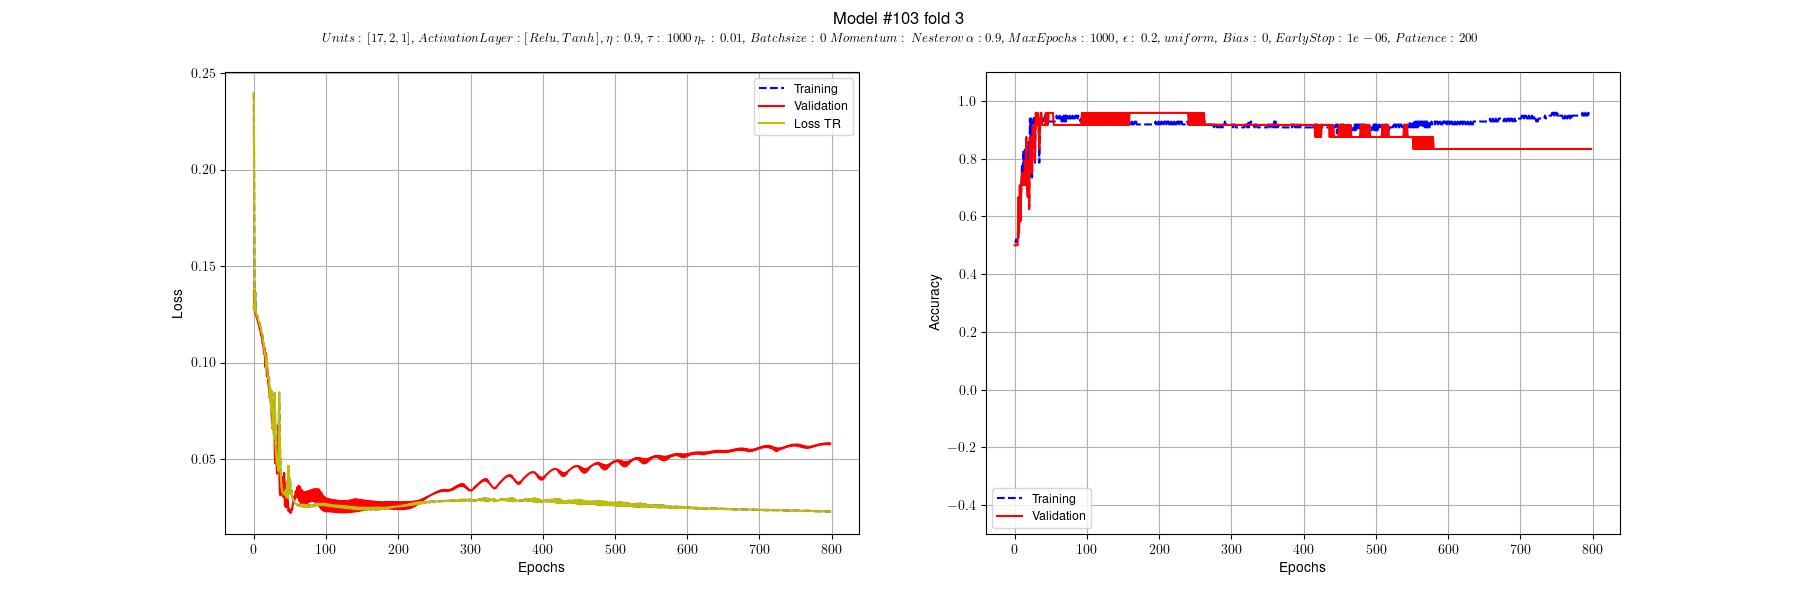 Model #103 fold 3
Units : [17, 2, 1], ActivationLayer : [Relu, Tanh], η : 0.9, τ : 1000 ητ : 0.01, Batchsize : 0 Momentum : Nesterov α : 0.9, MaxEpochs : 1000, ϵ : 0.2, uniform, Bias : 0, EarlyStop : 1e − 06, Patience : 200
0.25
0.20
0.15
0.10
0.05
Loss
Training
Validation
Loss TR
0 100 200 300 400 500 600 700 800
Epochs
1.0
0.8
0.6
0.4
0.2
0.0
−0.2
−0.4
Accuracy
Training
Validation
0 100 200 300 400 500 600 700 800
Epochs